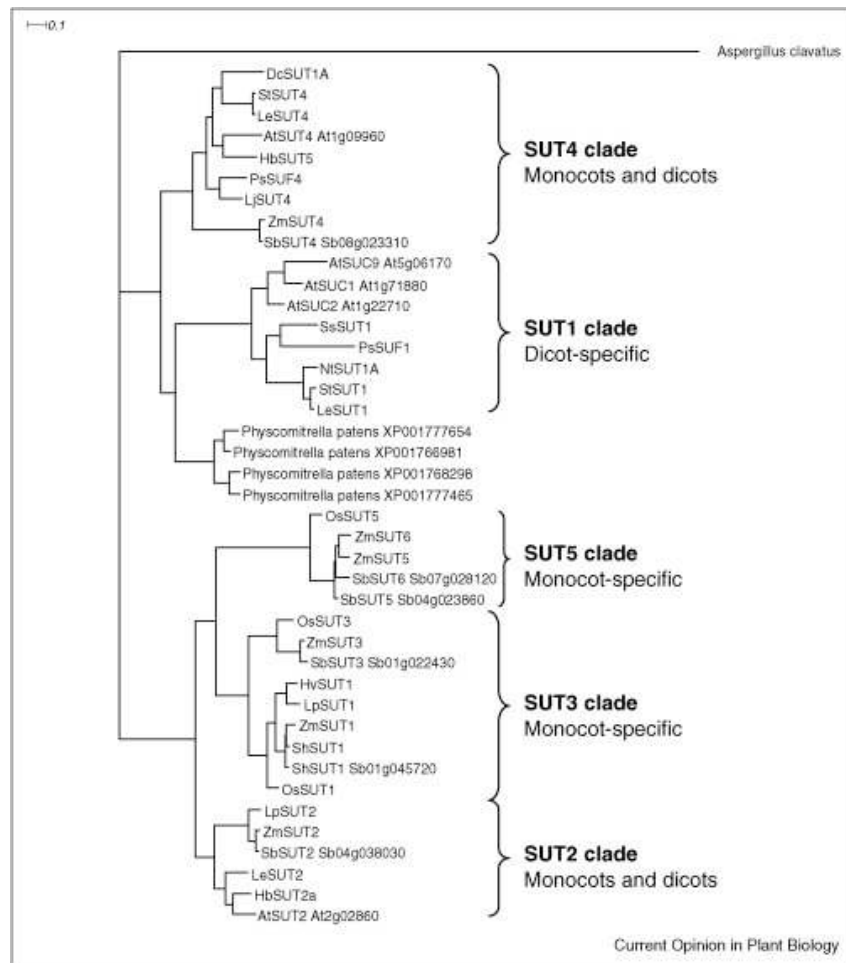 0.1
Aspergillus clavatus
DcSUT1A
StSUT4
LeSUT4
AtSUT4 At1g09960
HbSUT5
PsSUF4
LjSUT4
ZmSUT4
SbSUT4 Sb08g023310
SUT4 clade
Monocots and dicots
AtSUC9 At5g06170
AtSUC1 At1g71880
AtSUC2 At1g22710
SsSUT1
PsSUF1
NtSUT1A
StSUT1
LeSUT1
SUT1 clade
Dicot-specific
Physcomitrella patens XP001777654
Physcomitrella patens XP001766981
Physcomitrella patens XP001768298
Physcomitrella patens XP001777465
OsSUT5
ZmSUT6
ZmSUT5
SbSUT6 Sb07g028120
SbSUT5 Sb04g023860
SUT5 clade
Monocot-specific
OsSUT3
ZmSUT3
SbSUT3 Sb01g022430
HvSUT1
LpSUT1
ZmSUT1
ShSUT1
ShSUT1 Sb01g045720
OsSUT1
SUT3 clade
Monocot-specific
LpSUT2
ZmSUT2
SbSUT2 Sb04g038030
LeSUT2
HbSUT2a
AtSUT2 At2g02860
SUT2 clade
Monocots and dicots
Current Opinion in Plant Biology